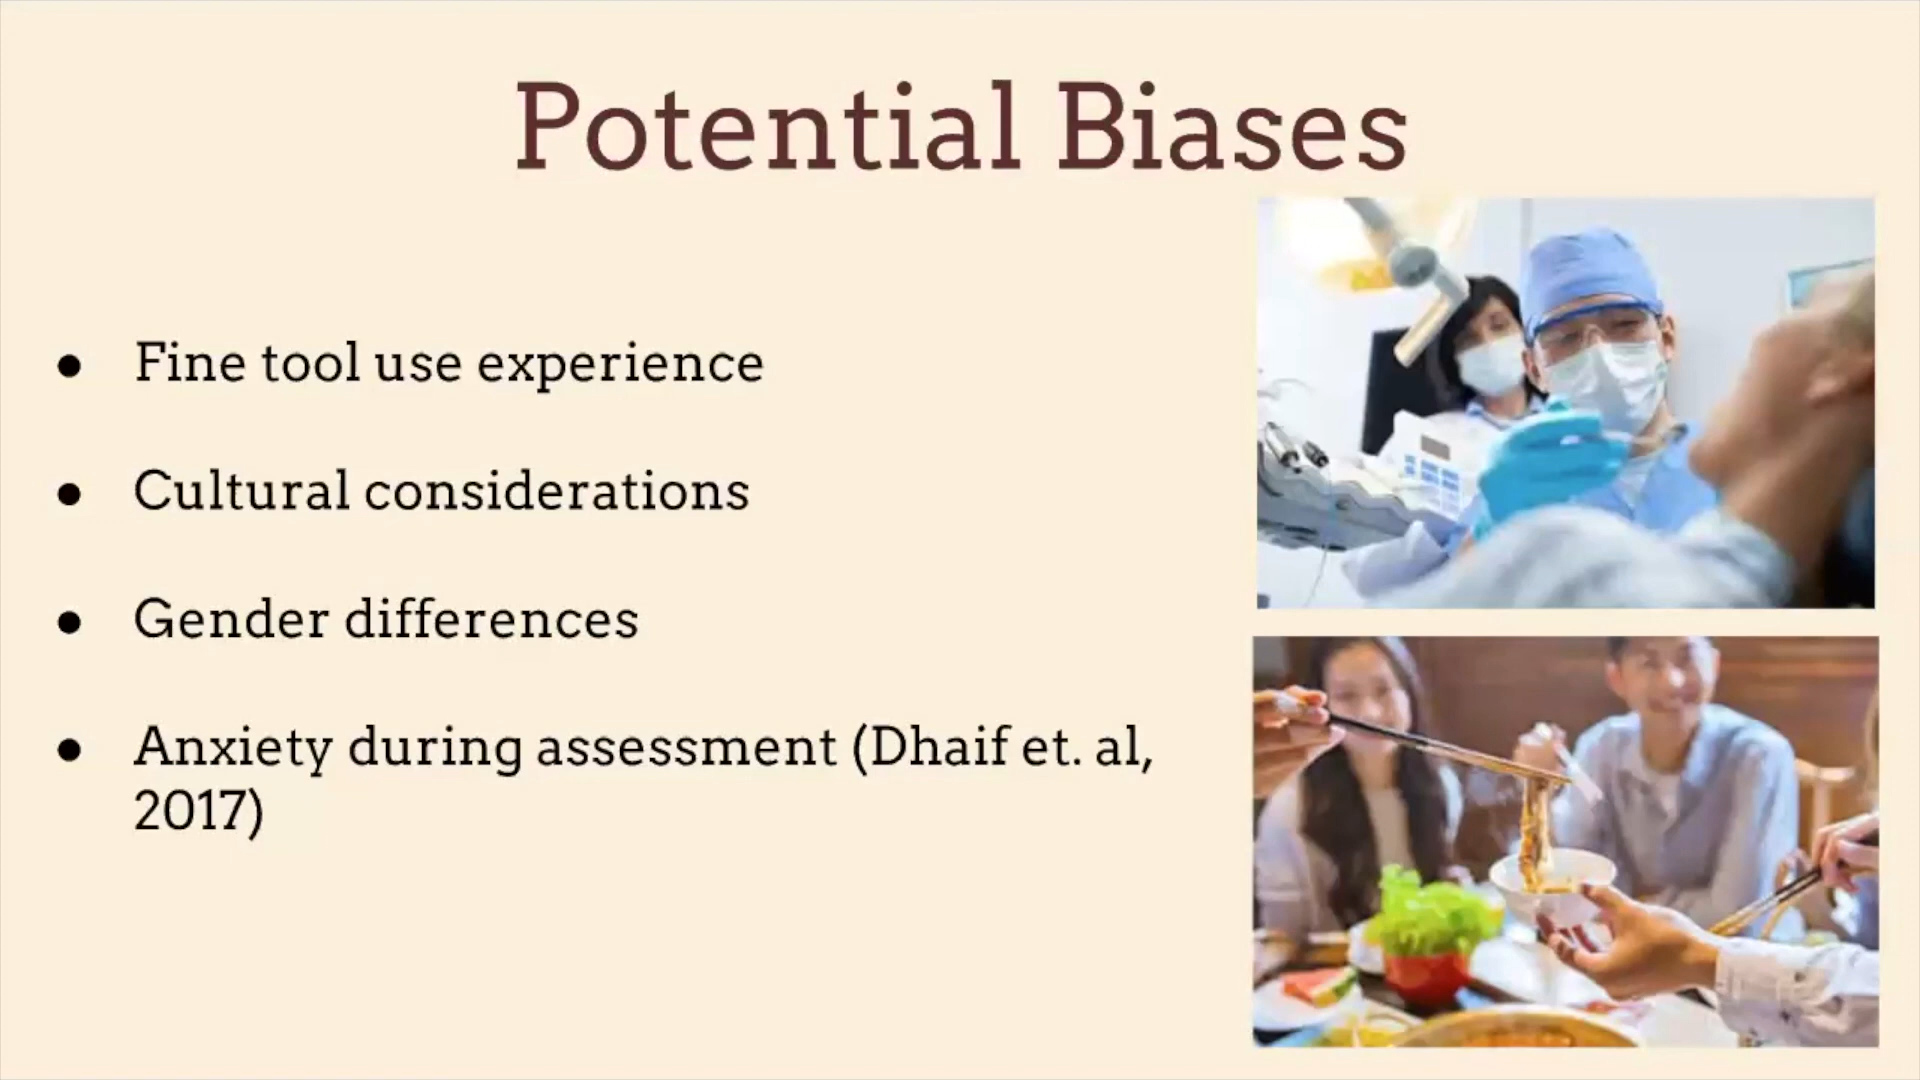 Potential Biases
● Fine tool use experience
● Cultural considerations
● Gender differences
● Anxiety during assessment (Dhaif et. al,
2017)